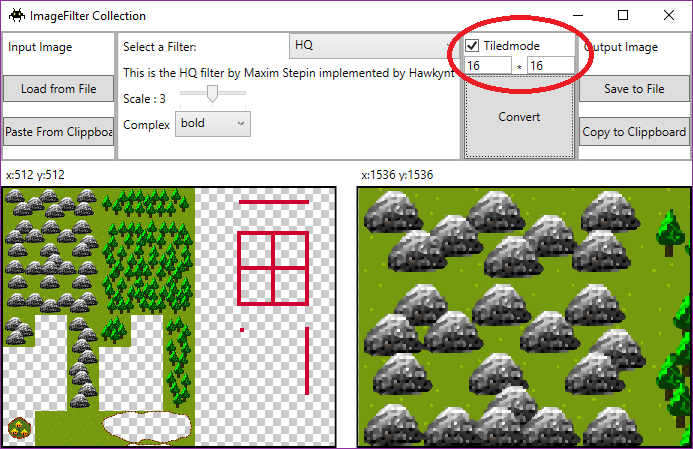 ImageFilter Collection
Input Image
Select a Filter:
HQ
Tiledmode
Output Image
16 * 16
Load from File
This is the HQ filter by Maxim Stepin implemented by Hawkynt
Save to File
Scale : 3
Convert
Paste From Clipboa
Complex
bold
Copy to Clipboard
x:512 y:512
x:1536 y:1536